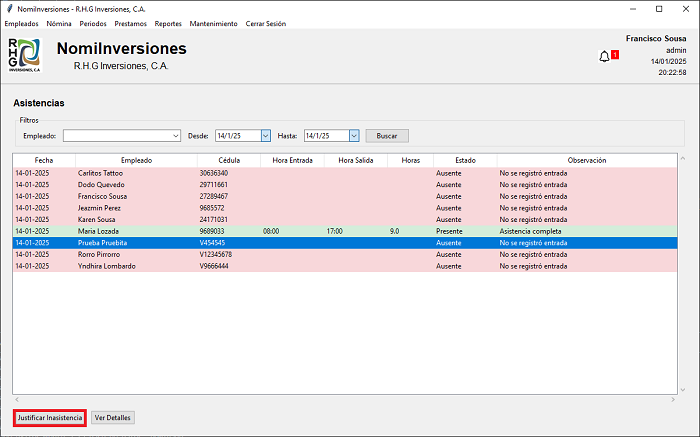 NomiInversiones - R.H.G Inversiones, C.A.
Empleados Nómina Periodos Prestamos Reportes Mantenimiento Cerrar Sesión
RHG
INVERSIONES, C.A
NomiInversiones
R.H.G Inversiones, C.A.
1
Francisco Sousa
admin
14/01/2025
20:22:58
Asistencias
Filtros
Empleado: Desde: 14/1/25 Hasta: 14/1/25 Buscar
Fecha Empleado Cédula Hora Entrada Hora Salida Horas Estado Observación
14-01-2025 Carlitos Tattoo 30636340 Ausente No se registró entrada
14-01-2025 Dodo Quevedo 29711661 Ausente No se registró entrada
14-01-2025 Francisco Sousa 27289467 Ausente No se registró entrada
14-01-2025 Jeazmin Perez 9685572 Ausente No se registró entrada
14-01-2025 Karen Sousa 24171031 Ausente No se registró entrada
14-01-2025 Maria Lozada 9689033 08:00 17:00 9.0 Presente Asistencia completa
14-01-2025 Prueba Pruebita V454545 Ausente No se registró entrada
14-01-2025 Rorro Pirrorro V12345678 Ausente No se registró entrada
14-01-2025 Yndhira Lombardo V9666444 Ausente No se registró entrada
Justificar Inasistencia Ver Detalles